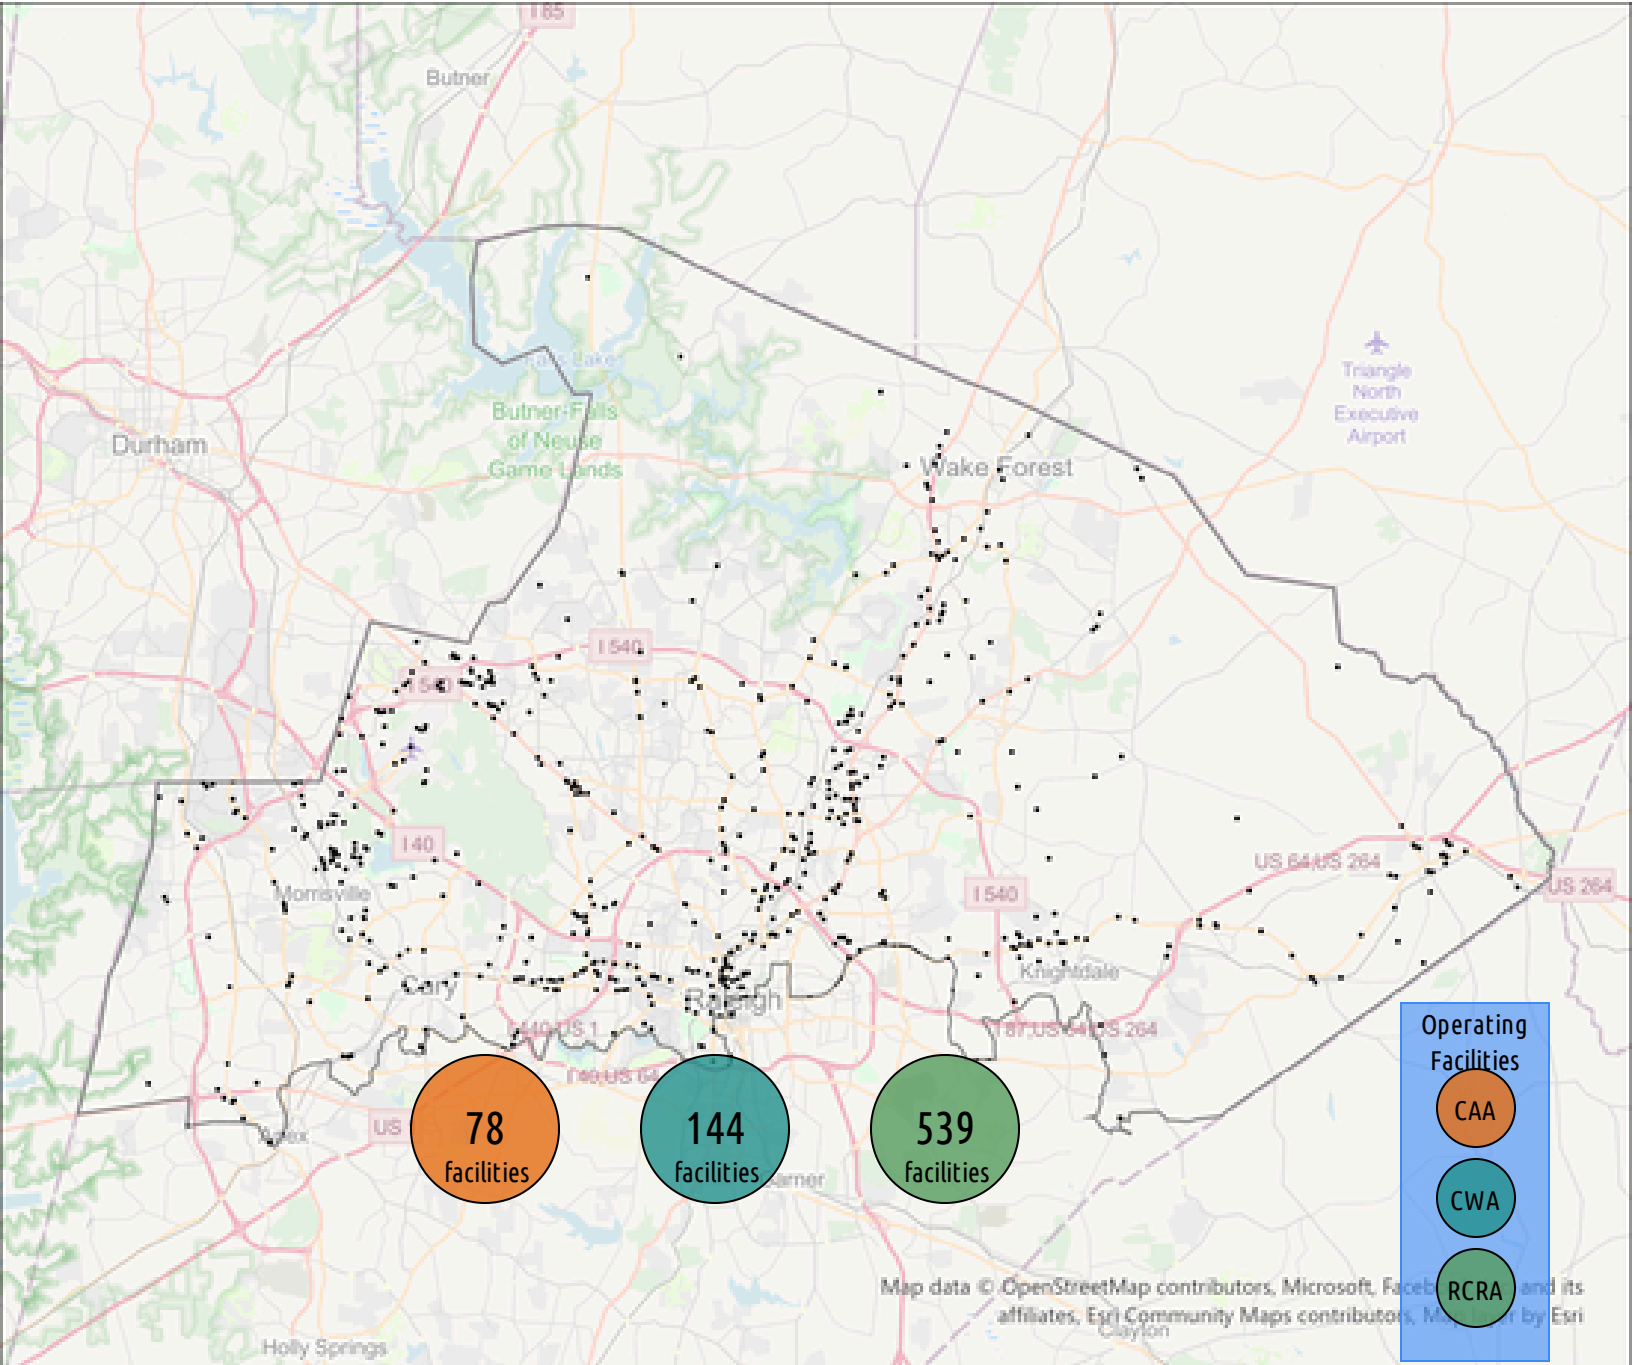 I 85
Butner
Falls Lake
Triangle
North
Executive
Airport
Butner-Falls
of Neuse
Game Lands
Durham
Wake Forest
I 540
I 540
I 40
US 64;US 264
Morrisville
I 540
US 264
Cary
Knightdale
Raleigh
I 440;US 1
I 87;US 64;US 264
Operating
Facilities
I 40;US 64
CAA
US
78
facilities
144
facilities
539
facilities
Apex
Garner
CWA
RCRA
Map data © OpenStreetMap contributors, Microsoft, and its
affiliates, Esri Community Maps contributors, Map layer by Esri
Clayton
Holly Springs